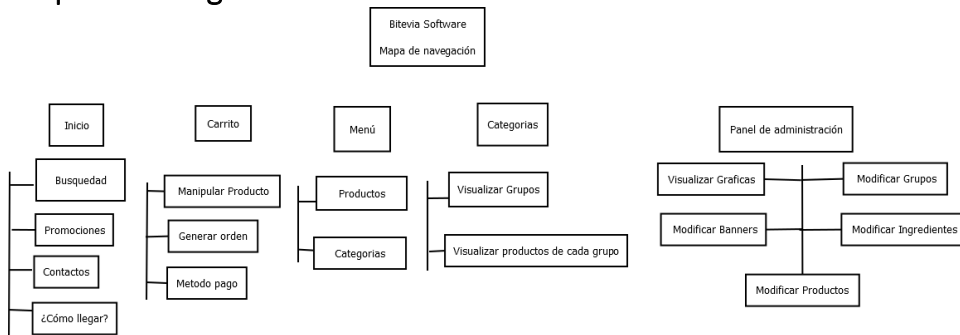 Bitevia Software
Mapa de navegación
Inicio
Carrito
Menú
Categorias
Panel de administración
Busquedad
Promociones
Contactos
¿Cómo llegar?
Manipular Producto
Generar orden
Metodo pago
Productos
Categorias
Visualizar Grupos
Visualizar productos de cada grupo
Visualizar Graficas
Modificar Grupos
Modificar Banners
Modificar Ingredientes
Modificar Productos